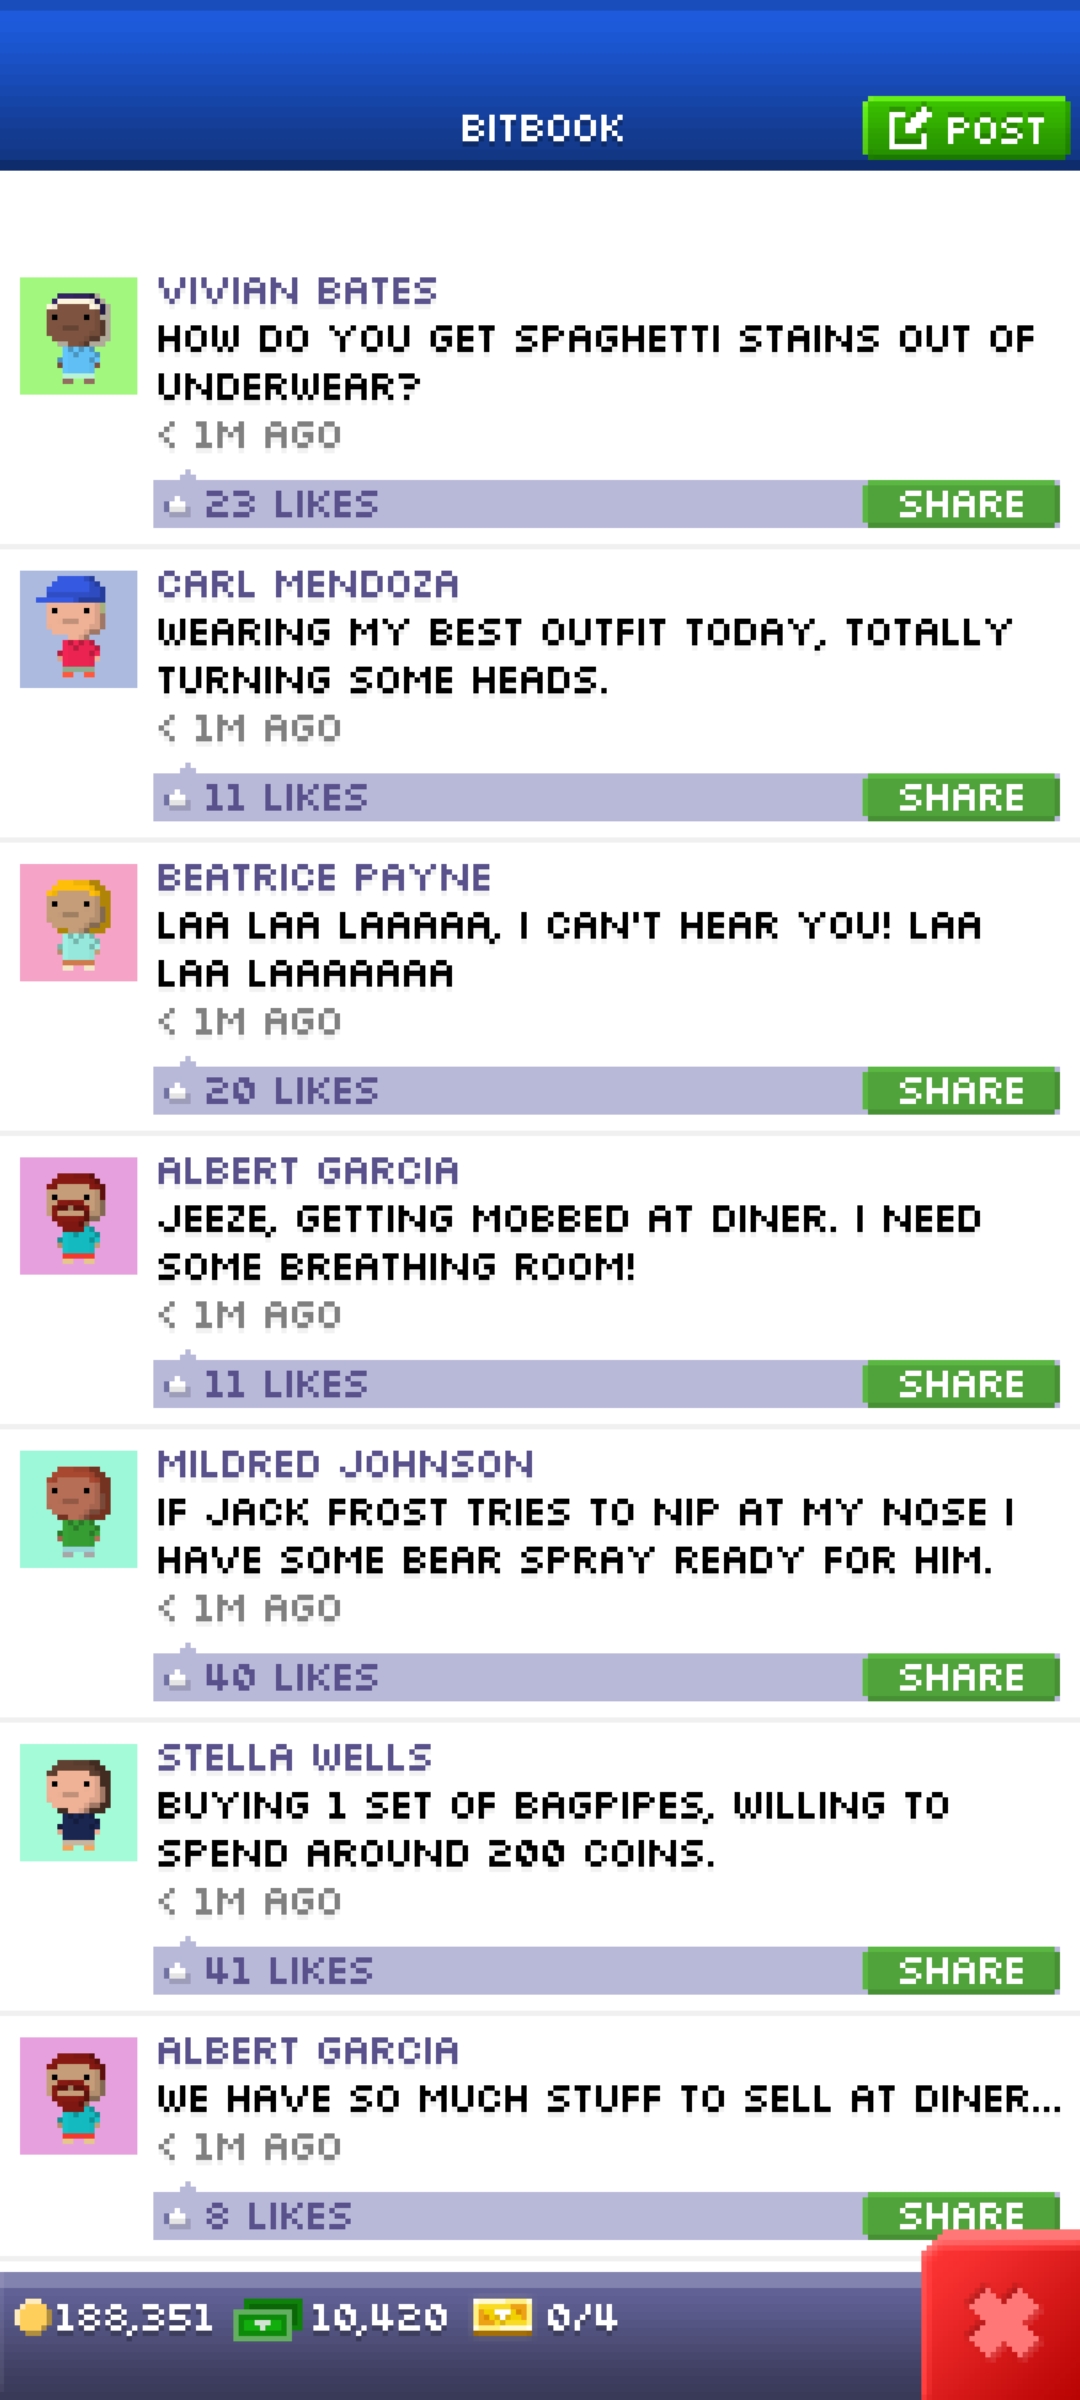 BITBOOK
POST
VIVIAN BATES
HOW DO YOU GET SPAGHETTI STAINS OUT OF
UNDERWEAR?
< 1M AGO
23 LIKES
SHARE
CARL MENDOZA
WEARING MY BEST OUTFIT TODAY, TOTALLY
TURNING SOME HEADS.
< 1M AGO
11 LIKES
SHARE
BEATRICE PAYNE
LAA LAA LAAAAA, I CAN'T HEAR YOU! LAA
LAA LAAAAAAA
< 1M AGO
20 LIKES
SHARE
ALBERT GARCIA
JEEZE, GETTING MOBBED AT DINER. I NEED
SOME BREATHING ROOM!
< 1M AGO
11 LIKES
SHARE
MILDRED JOHNSON
IF JACK FROST TRIES TO NIP AT MY NOSE I
HAVE SOME BEAR SPRAY READY FOR HIM.
< 1M AGO
40 LIKES
SHARE
STELLA WELLS
BUYING 1 SET OF BAGPIPES, WILLING TO
SPEND AROUND 200 COINS.
< 1M AGO
41 LIKES
SHARE
ALBERT GARCIA
WE HAVE SO MUCH STUFF TO SELL AT DINER...
< 1M AGO
8 LIKES
SHARE
188,351 10,420 0/4